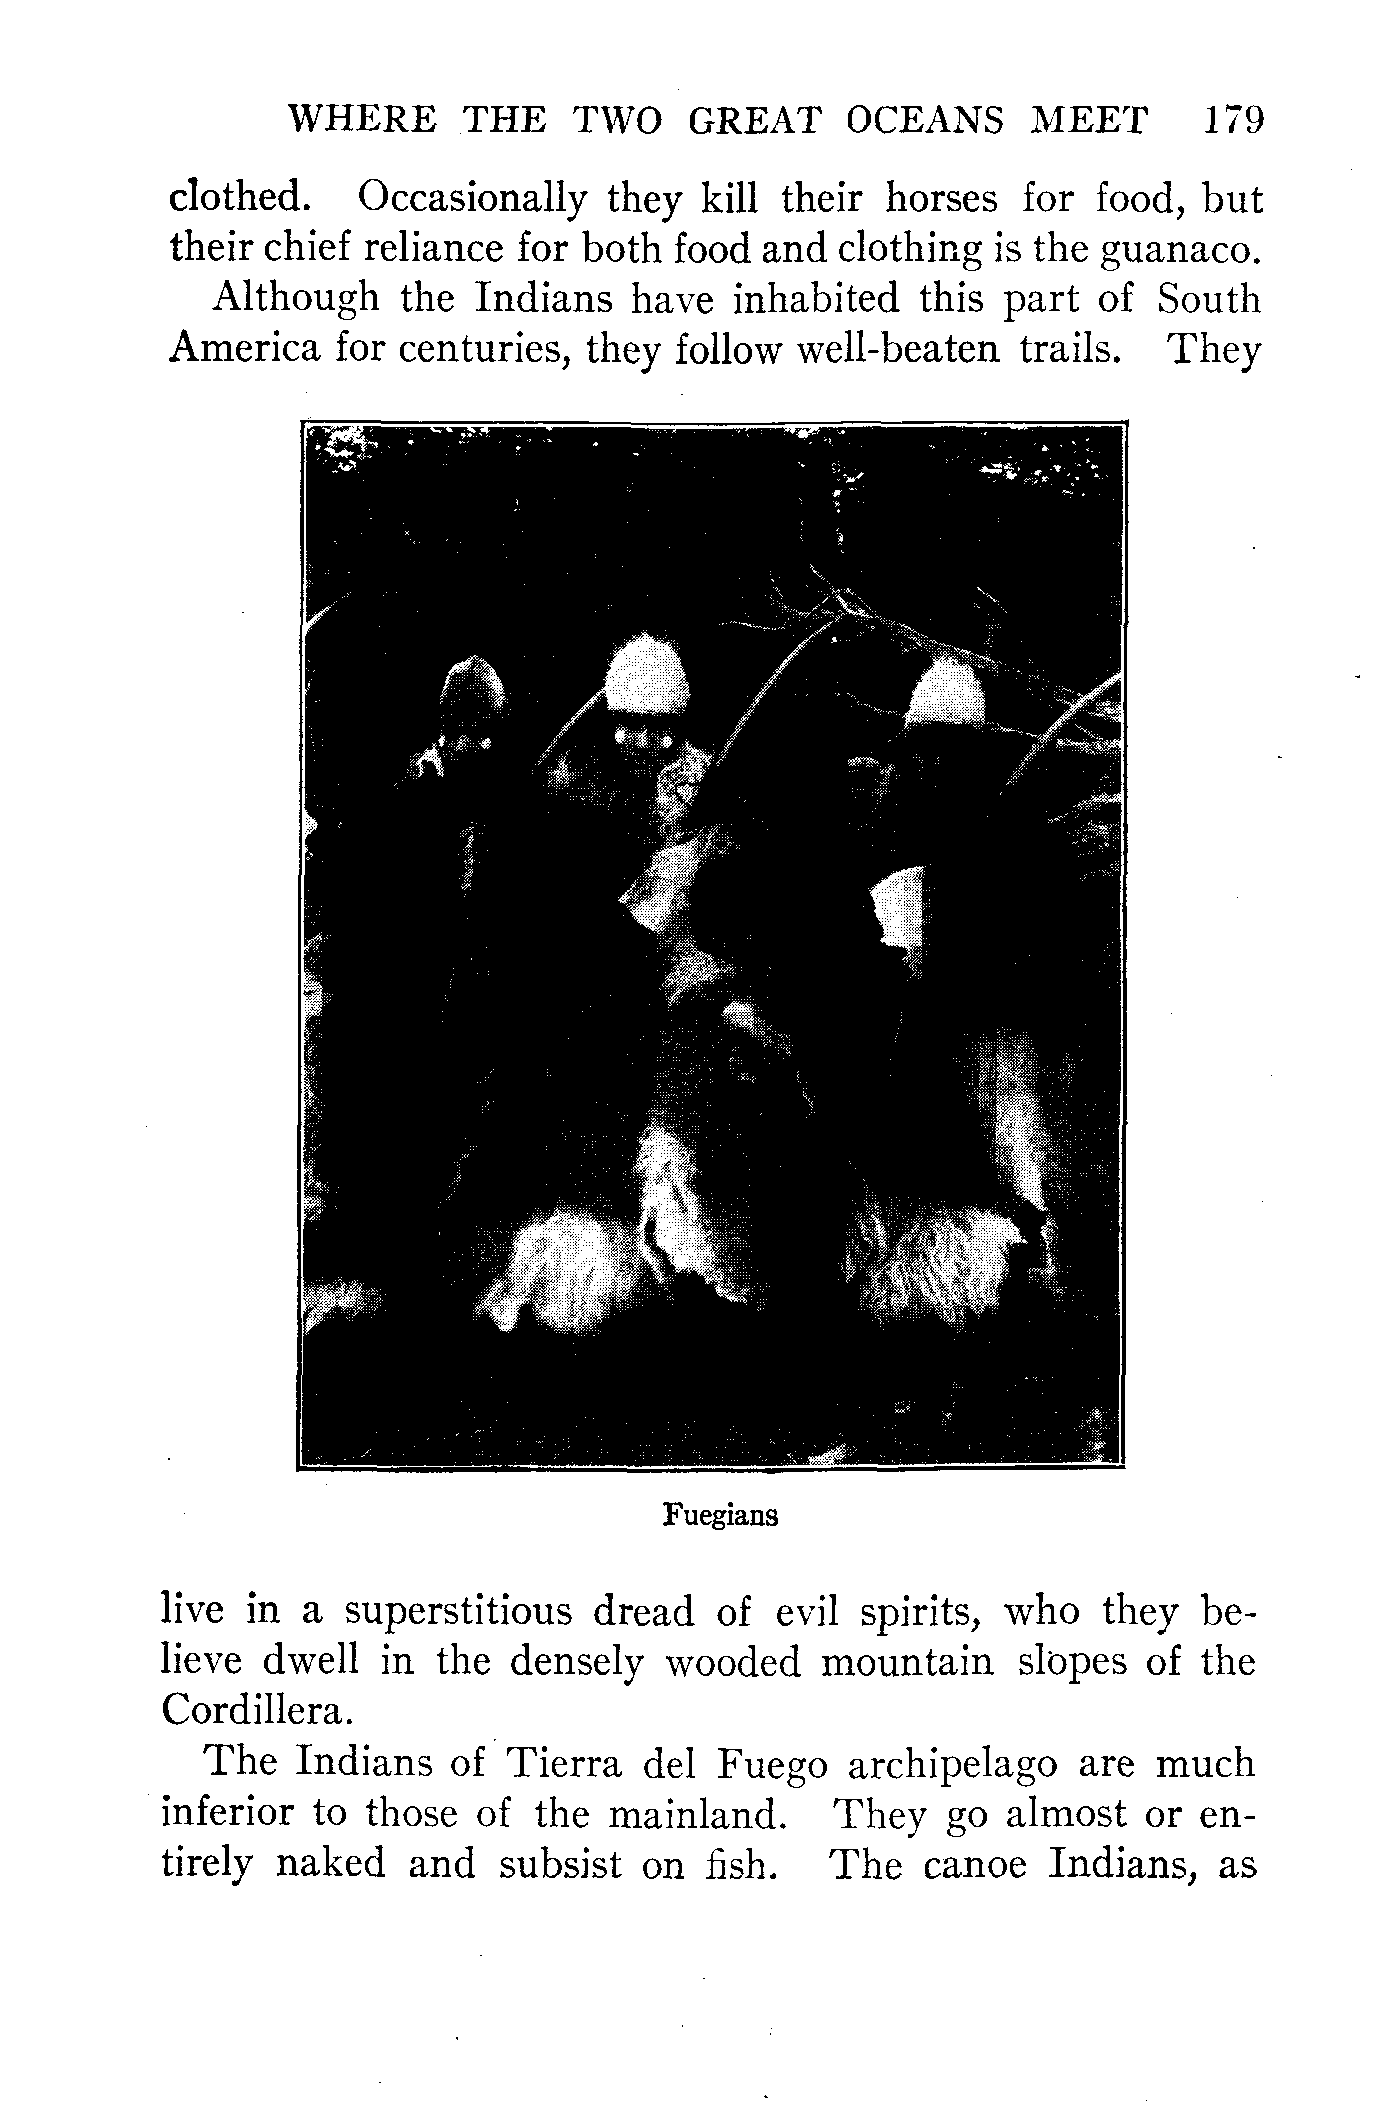 WHERE THE TWO GREAT OCEANS MEET 179
clothed. Occasionally they kill their horses for food, but
their chief reliance for both food and clothing is the guanaco.
Although the Indians have inhabited this part of South
America for centuries, they follow well-beaten trails. They
Fuegians
live in a superstitious dread of evil spirits, who they be-
lieve dwell in the densely wooded mountain slopes of the
Cordillera.
The Indians of Tierra del Fuego archipelago are much
inferior to those of the mainland. They go almost or en-
tirely naked and subsist on fish. The canoe Indians, as